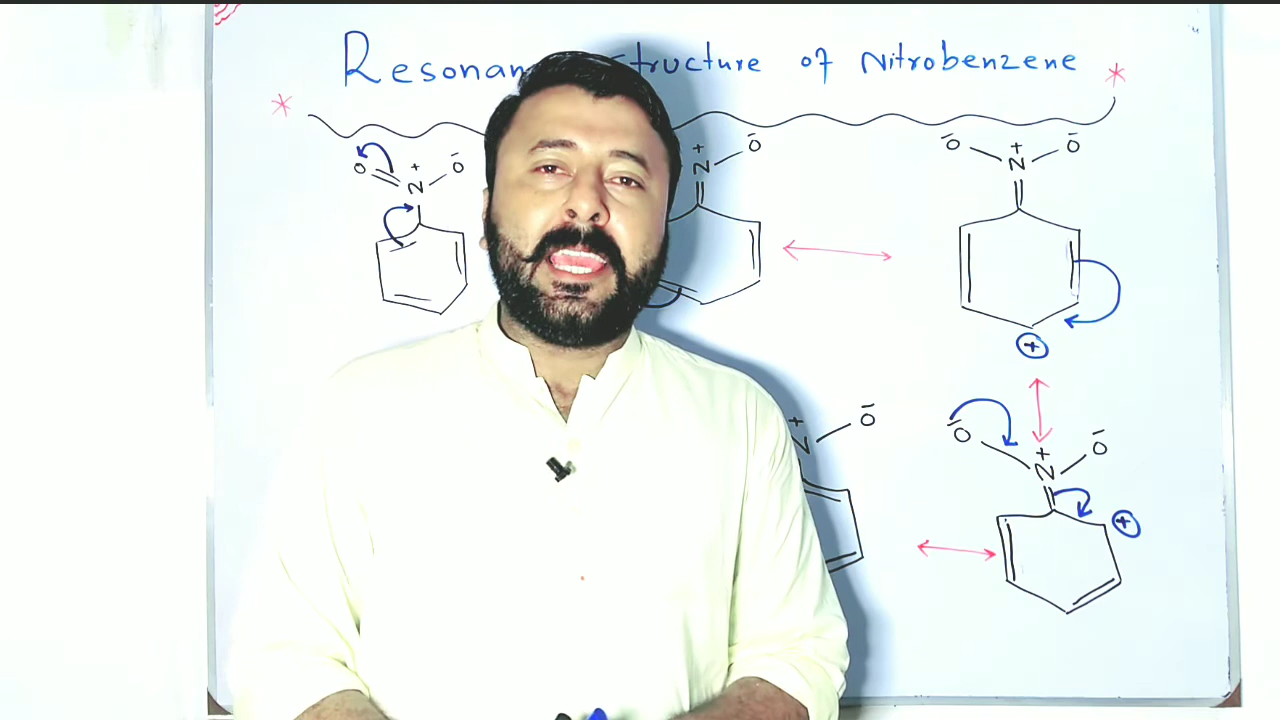 Resonan tructure of Nitrobenzene
O N + O-
N + O-
-O N + O-
+
N + O-
-O N + O-
+